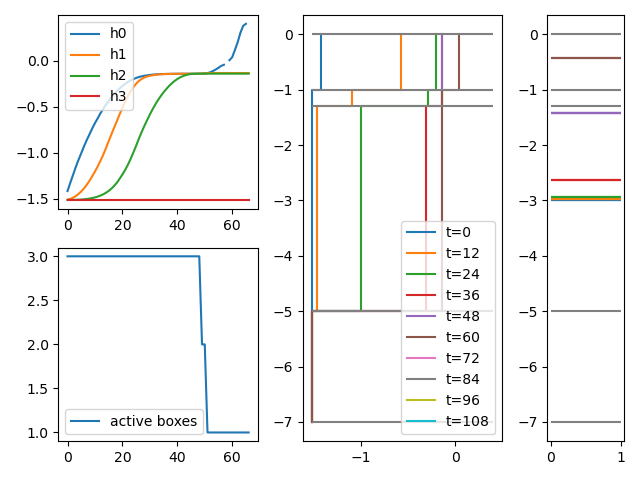 0.0
−0.5
−1.0
−1.5
0
20
40
60
h0
h1
h2
h3
3.0
2.5
2.0
1.5
1.0
0
20
40
60
active boxes
0
−1
−2
−3
−4
−5
−6
−7
−1
0
t=0
t=12
t=24
t=36
t=48
t=60
t=72
t=84
t=96
t=108
0
−1
−2
−3
−4
−5
−6
−7
0
1